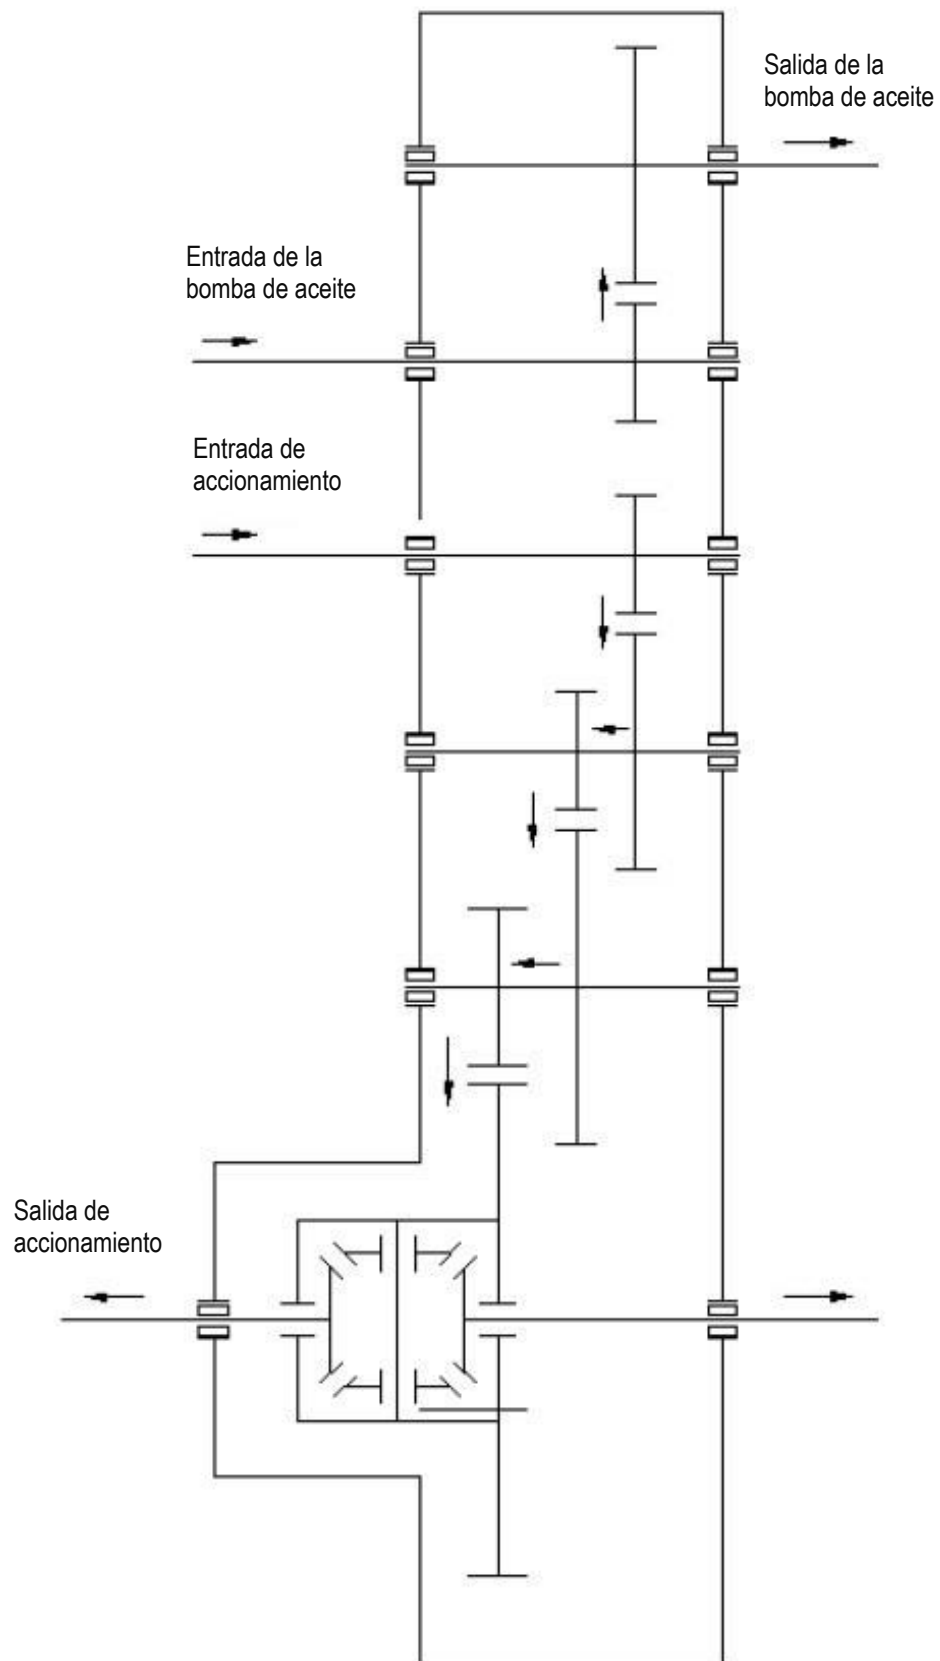 Salida de la
bomba de aceite
Entrada de la
bomba de aceite
Entrada de
accionamiento
Salida de
accionamiento